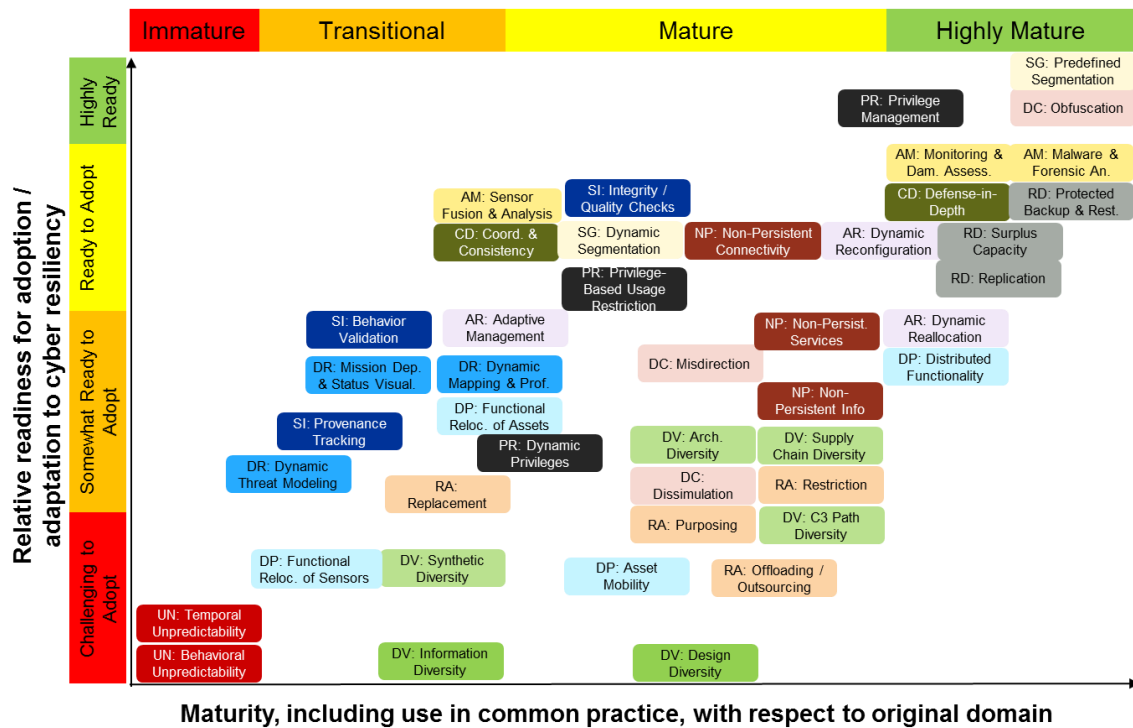 Immature
Transitional
Mature
Highly Mature
Relative readiness for adoption /
adaptation to cyber resiliency
Highly
Ready
Ready to Adopt
Somewhat Ready to
Adopt
Challenging to
Adopt
SG: Predefined
Segmentation
PR: Privilege
Management
DC: Obfuscation
AM: Monitoring &
Dam. Assess.
AM: Malware &
Forensic An.
AM: Sensor
Fusion & Analysis
SI: Integrity /
Quality Checks
CD: Defense-in-
Depth
RD: Protected
Backup & Rest.
CD: Coord. &
Consistency
SG: Dynamic
Segmentation
NP: Non-Persistent
Connectivity
AR: Dynamic
Reconfiguration
RD: Surplus
Capacity
PR: Privilege-
Based Usage
Restriction
RD: Replication
SI: Behavior
Validation
AR: Adaptive
Management
NP: Non-Persist.
Services
AR: Dynamic
Reallocation
DR: Mission Dep.
& Status Visual.
DR: Dynamic
Mapping & Prof.
DC: Misdirection
DP: Distributed
Functionality
NP: Non-
Persistent Info
DP: Functional
Reloc. of Assets
SI: Provenance
Tracking
PR: Dynamic
Privileges
DV: Arch.
Diversity
DV: Supply
Chain Diversity
DR: Dynamic
Threat Modeling
RA:
Replacement
DC:
Dissimulation
RA: Restriction
RA: Purposing
DV: C3 Path
Diversity
DP: Functional
Reloc. of Sensors
DV: Synthetic
Diversity
DP: Asset
Mobility
RA: Offloading /
Outsourcing
UN: Temporal
Unpredictability
UN: Behavioral
Unpredictability
DV: Information
Diversity
DV: Design
Diversity
Maturity, including use in common practice, with respect to original domain